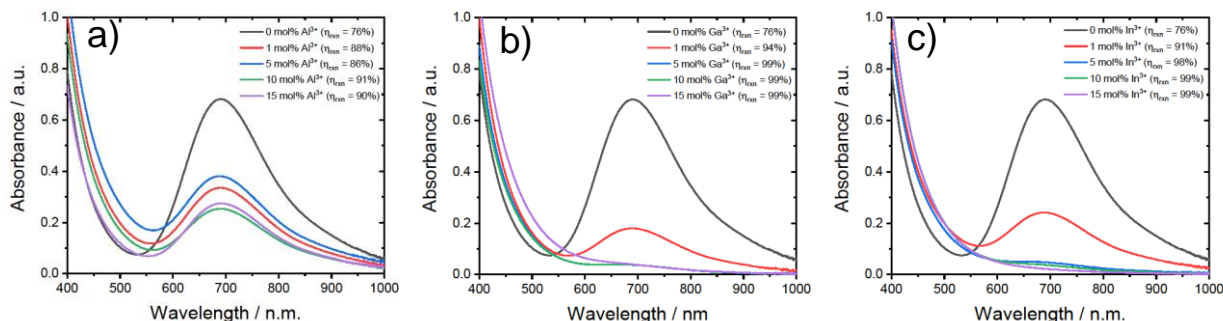 a)
0 mol% Al³⁺ (ηrxn = 76%)
1 mol% Al³⁺ (ηrxn = 88%)
5 mol% Al³⁺ (ηrxn = 86%)
10 mol% Al³⁺ (ηrxn = 91%)
15 mol% Al³⁺ (ηrxn = 90%)
Absorbance / a.u.
1.0
0.8
0.6
0.4
0.2
0.0
400 500 600 700 800 900 1000
Wavelength / n.m.
b)
0 mol% Ga³⁺ (ηrxn = 76%)
1 mol% Ga³⁺ (ηrxn = 94%)
5 mol% Ga³⁺ (ηrxn = 99%)
10 mol% Ga³⁺ (ηrxn = 99%)
15 mol% Ga³⁺ (ηrxn = 99%)
Absorbance / a.u.
1.0
0.8
0.6
0.4
0.2
0.0
400 500 600 700 800 900 1000
Wavelength / nm
c)
0 mol% In³⁺ (ηrxn = 76%)
1 mol% In³⁺ (ηrxn = 91%)
5 mol% In³⁺ (ηrxn = 98%)
10 mol% In³⁺ (ηrxn = 99%)
15 mol% In³⁺ (ηrxn = 99%)
Absorbance / a.u.
1.0
0.8
0.6
0.4
0.2
0.0
400 500 600 700 800 900 1000
Wavelength / n.m.